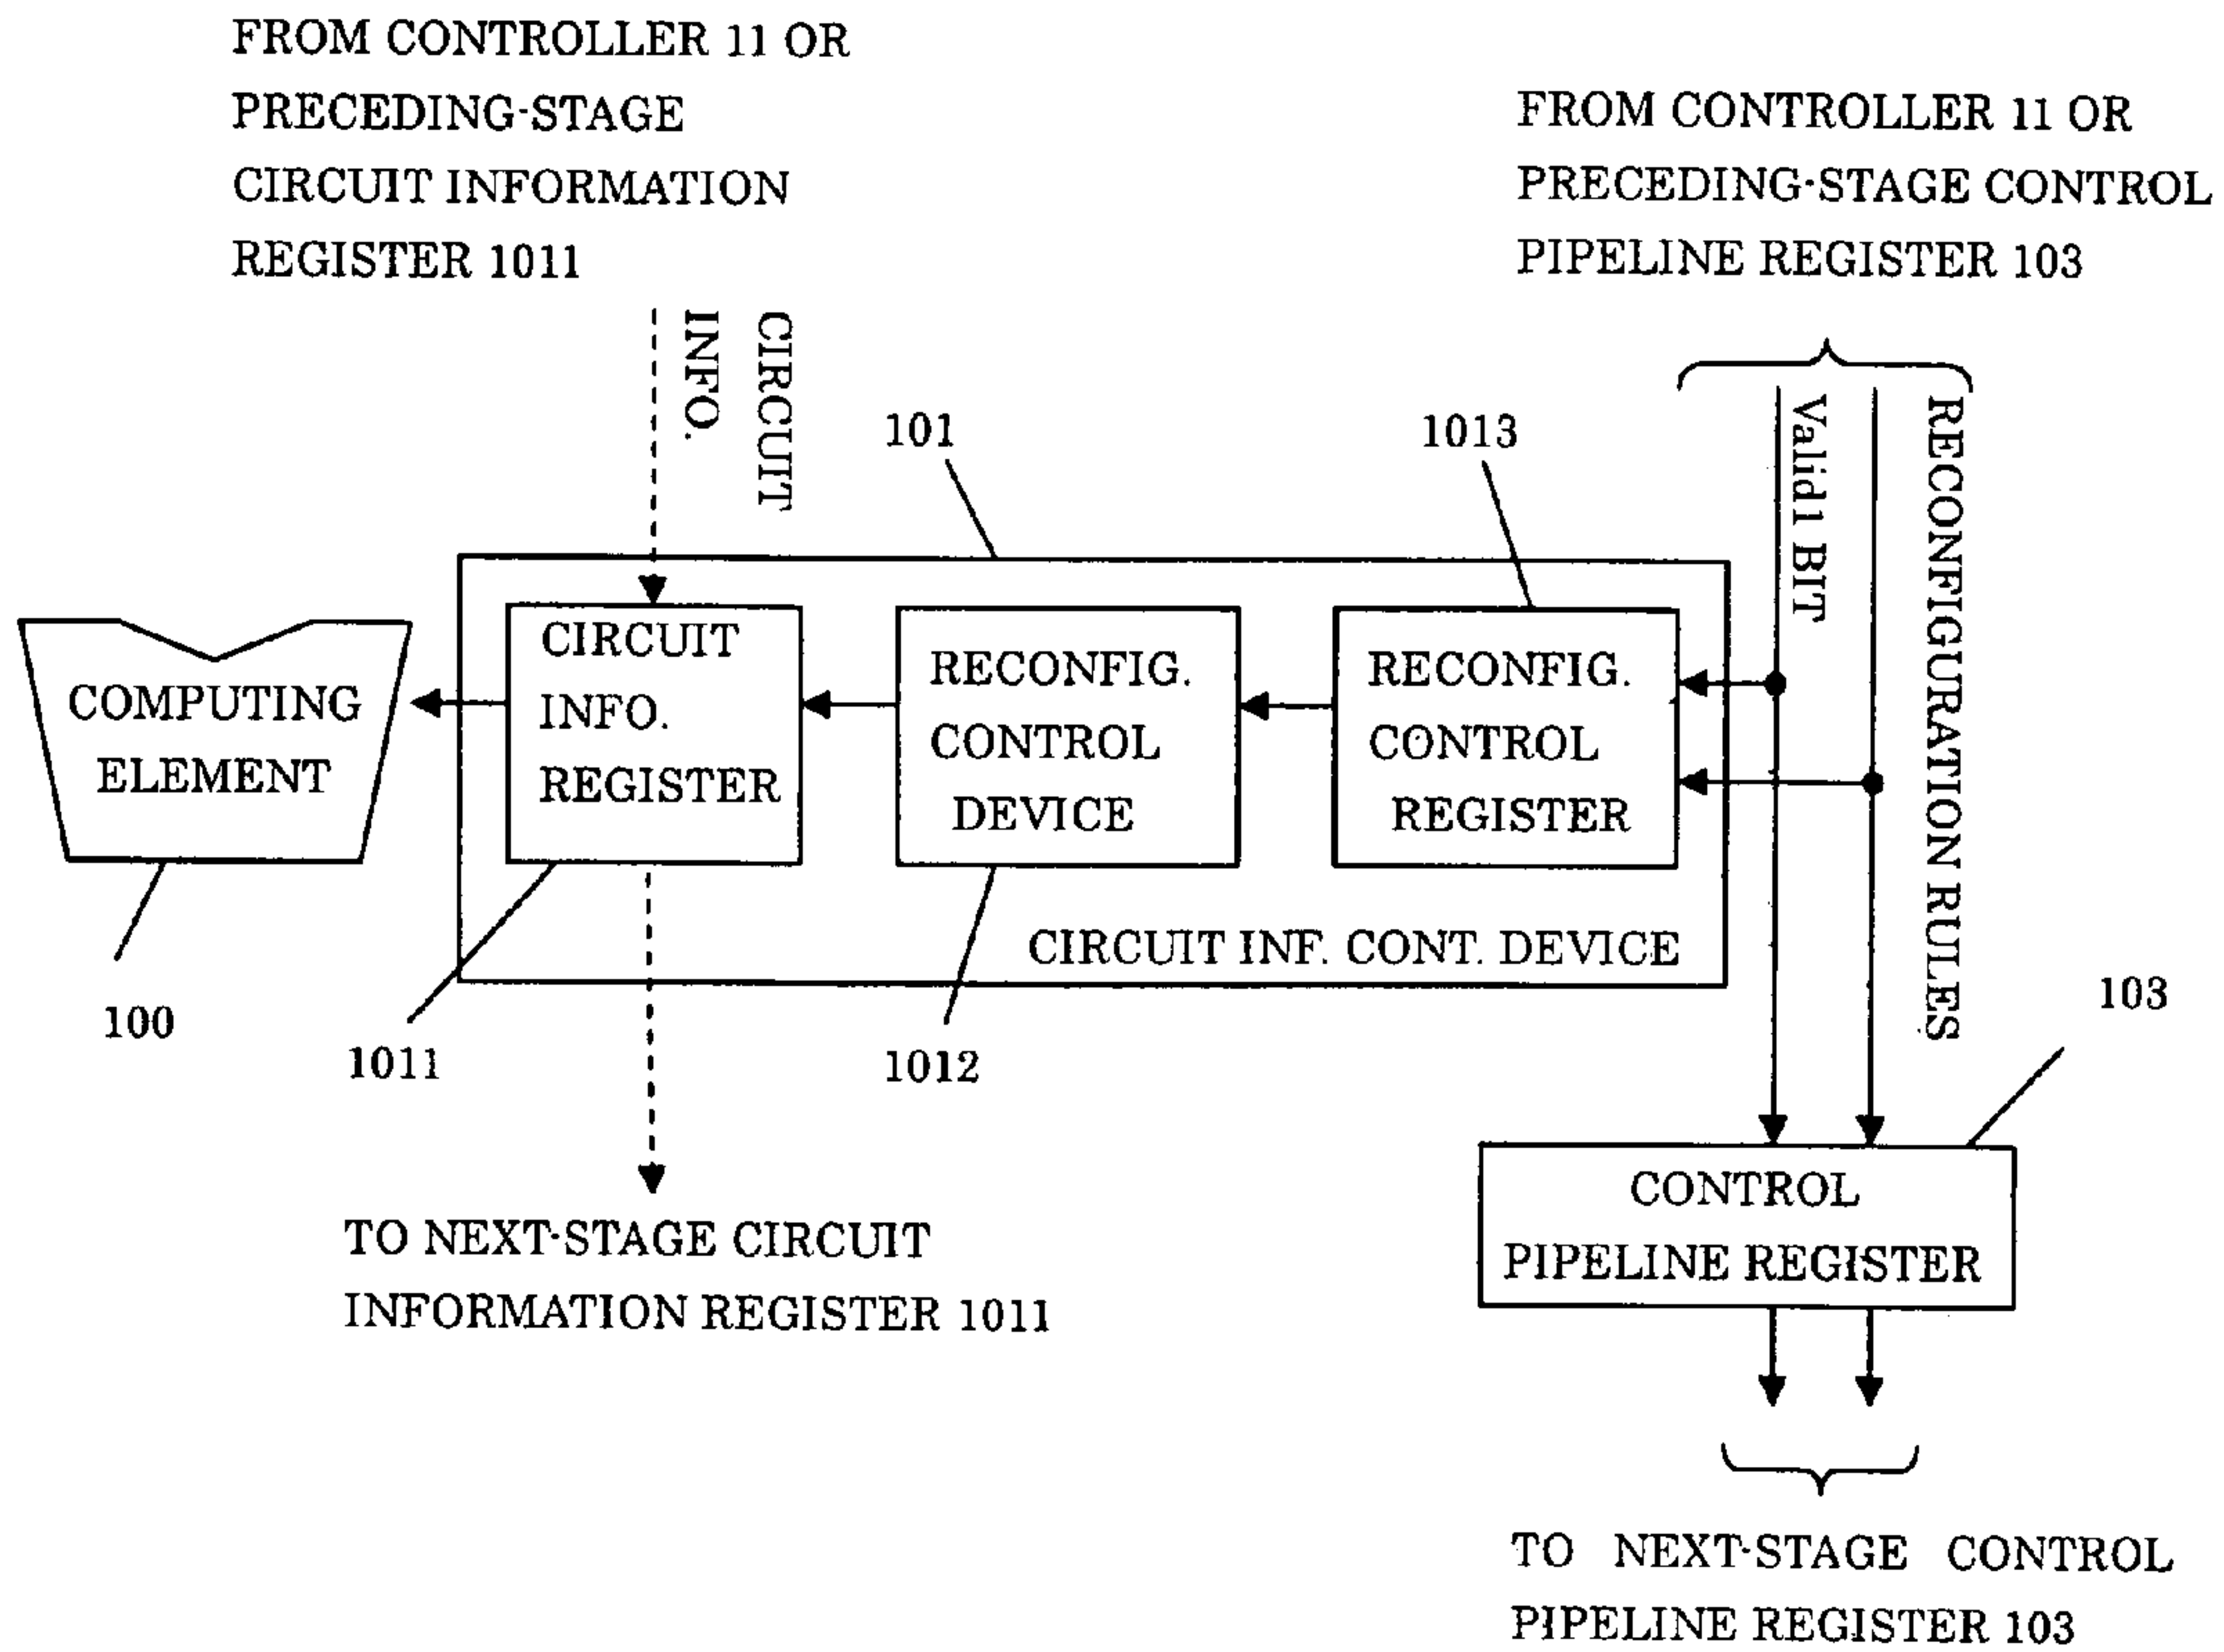 FROM CONTROLLER 11 OR
PRECEDING-STAGE
CIRCUIT INFORMATION
REGISTER 1011
FROM CONTROLLER 11 OR
PRECEDING-STAGE CONTROL
PIPELINE REGISTER 103
CIRCUIT
INFO.
101
1013
Valid1 BIT
RECONFIGURATION RULES
COMPUTING
ELEMENT
CIRCUIT
INFO.
REGISTER
RECONFIG.
CONTROL
DEVICE
RECONFIG.
CONTROL
REGISTER
CIRCUIT INF. CONT. DEVICE
100
1011
1012
103
CONTROL
PIPELINE REGISTER
TO NEXT-STAGE CIRCUIT
INFORMATION REGISTER 1011
TO NEXT-STAGE CONTROL
PIPELINE REGISTER 103